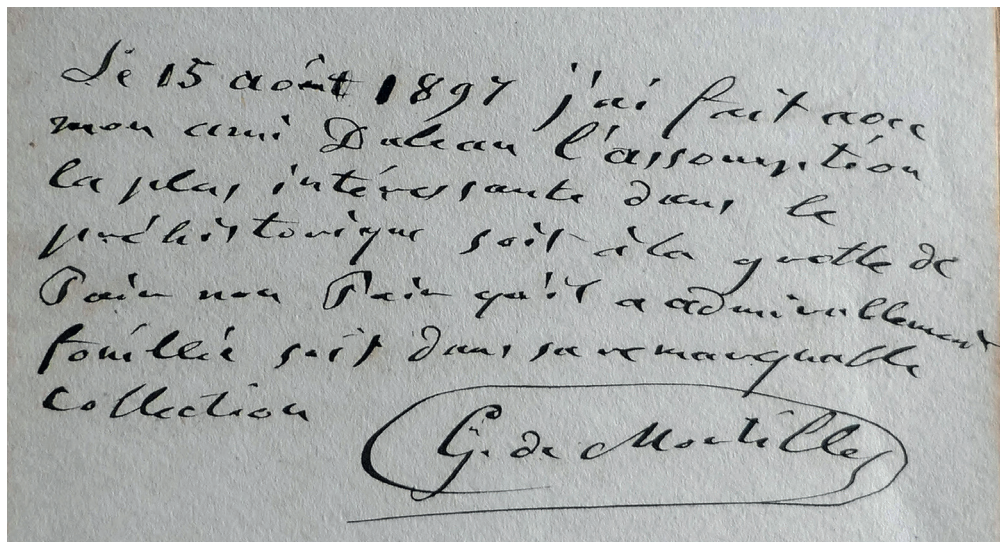 Le 15 août 1897 j'ai fait avec
mon ami Daleau l'assomption
la plus intéressante dans le
préhistorique soit à la grotte de
Pair non Pair qu'il a admirablement
fouillée soit dans sa remarquable
collection
G. de Mortillet